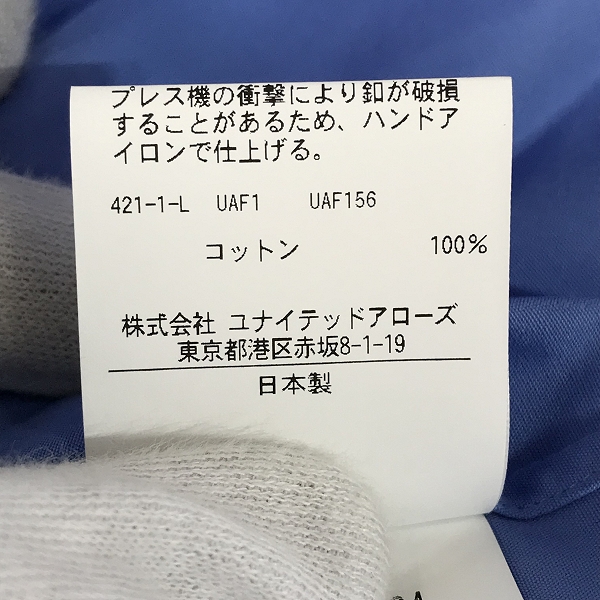 プレス機の衝撃により釦が破損
することがあるため、ハンドア
イロンで仕上げる。
421-1-L UAF1 UAF156
コットン 100%
株式会社 ユナイテッドアローズ
東京都港区赤坂8-1-19
日本製